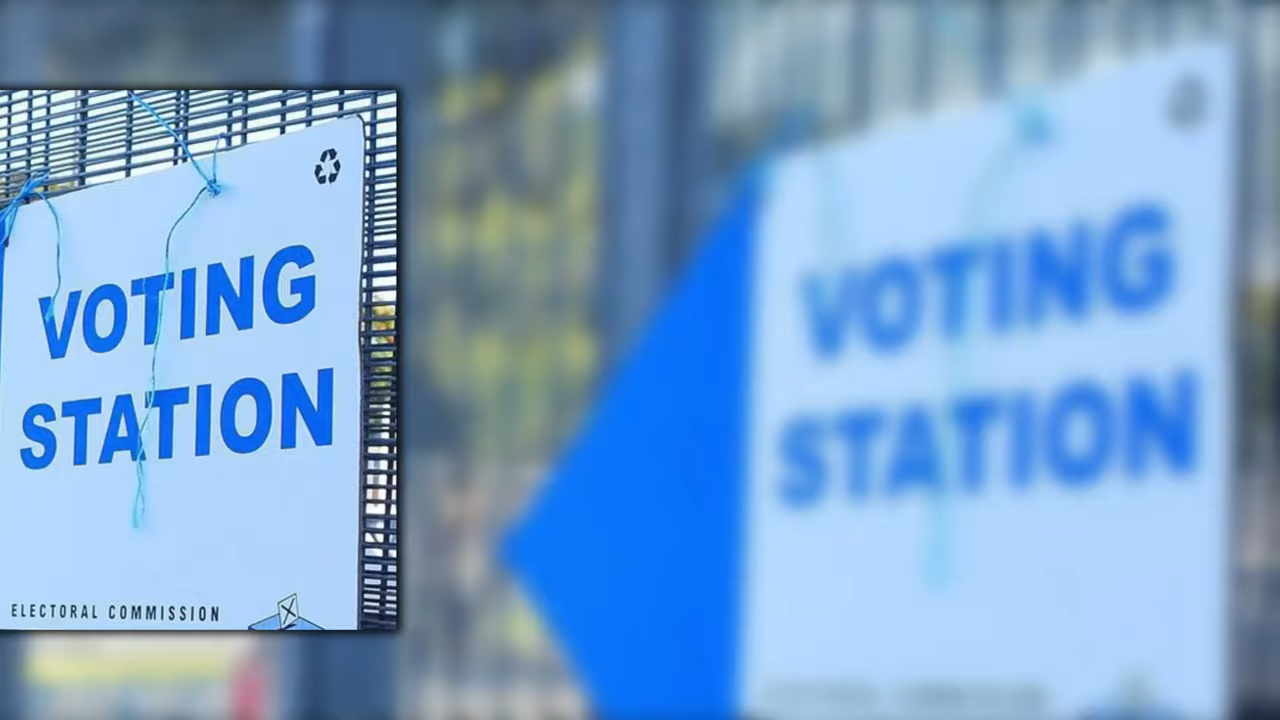 VOTING
STATION
ELECTORAL COMMISSION
VOTING
STATION